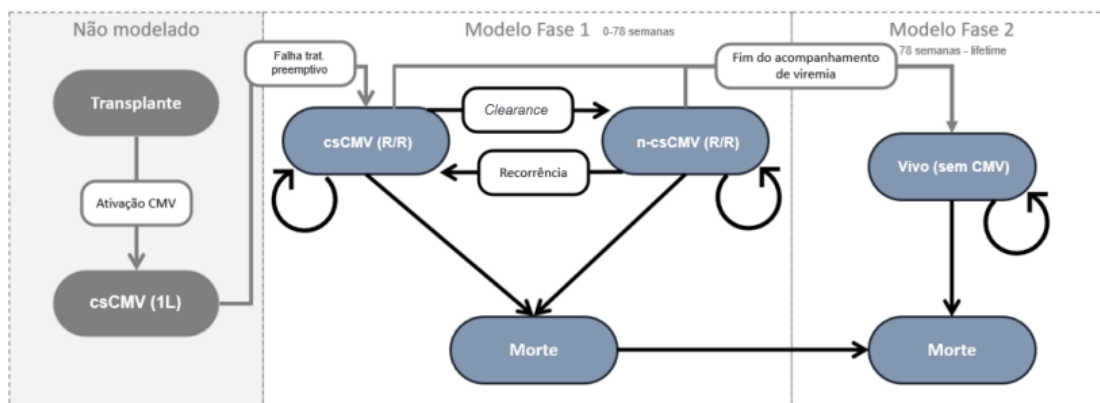 Não modelado
Transplante
Ativação CMV
csCMV (1L)
Modelo Fase 1 0-78 semanas
Falha trat.
preemptivo
csCMV (R/R)
Clearance
Recorrência
n-csCMV (R/R)
Morte
Modelo Fase 2
78 semanas - lifetime
Fim do acompanhamento
de viremia
Vivo (sem CMV)
Morte